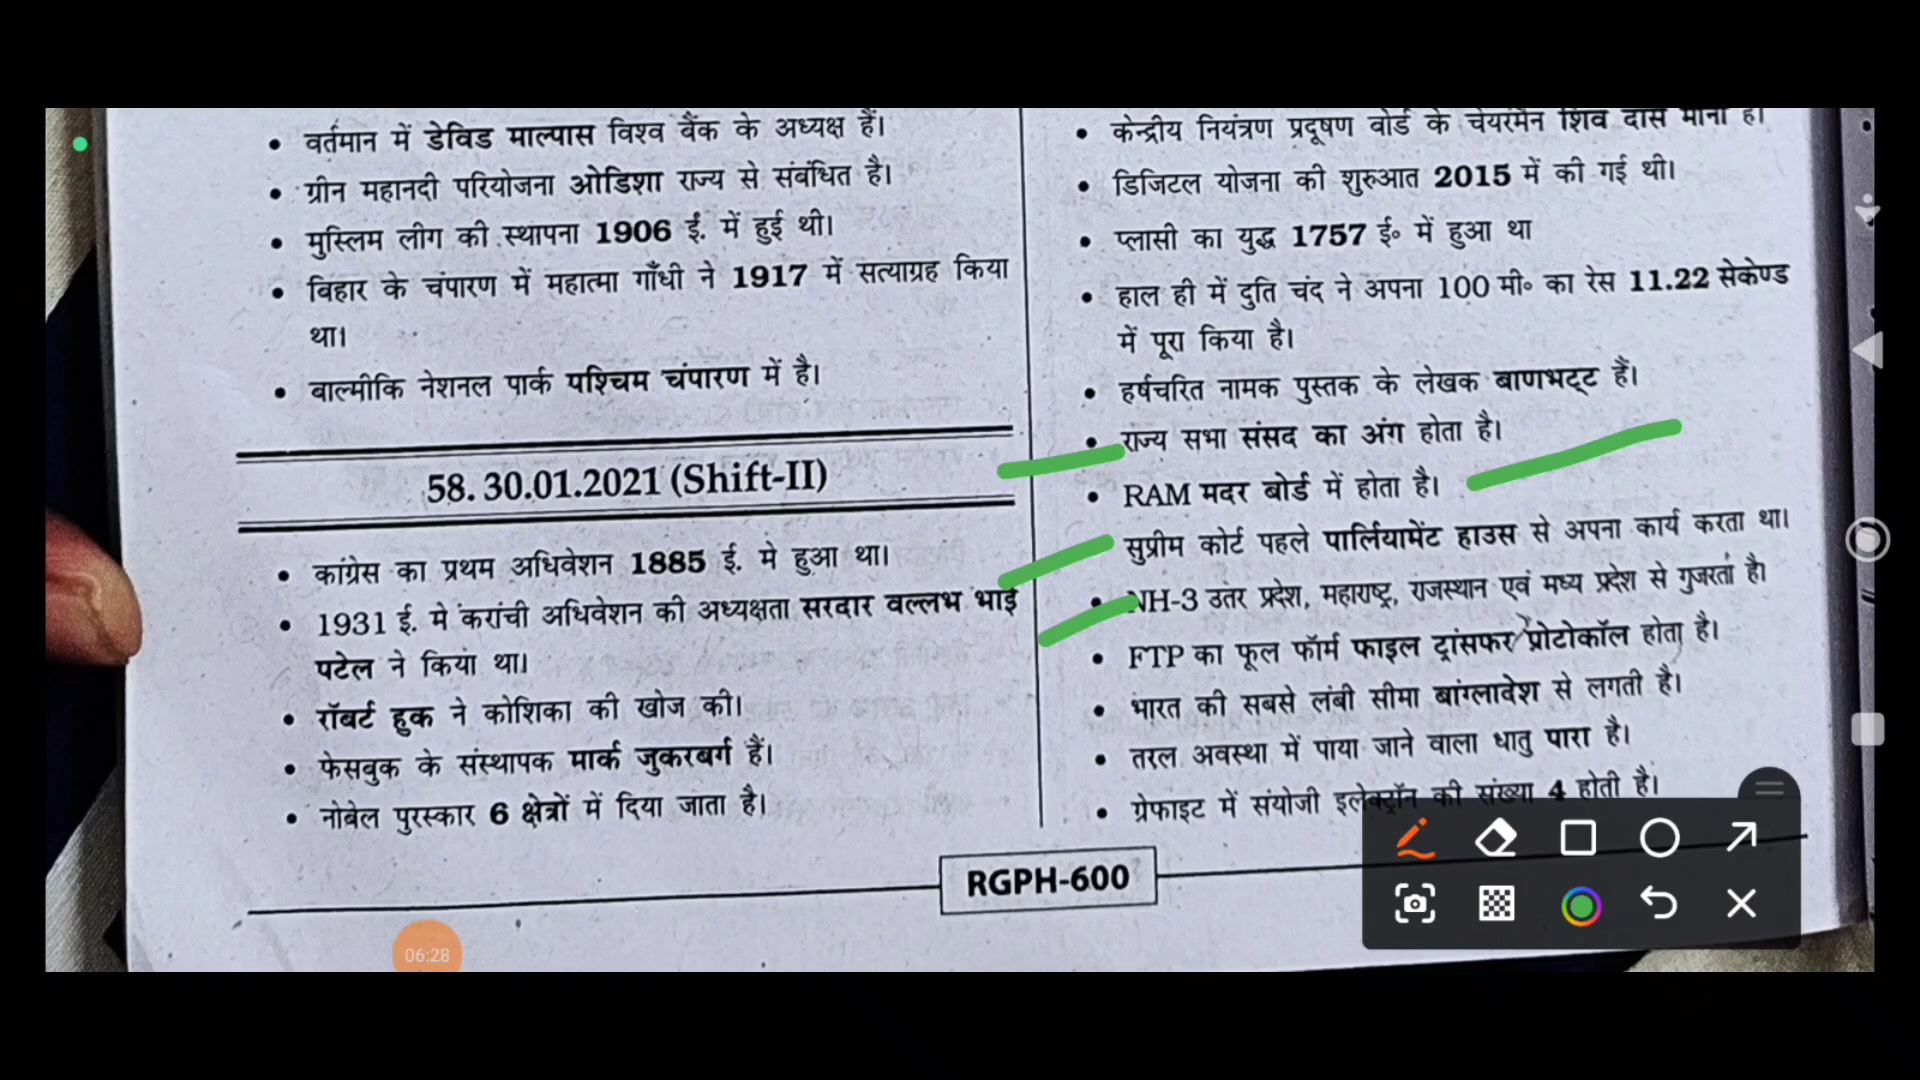 • वर्तमान में डेविड माल्पास विश्व बैंक के अध्यक्ष हैं।
• ग्रीन महानदी परियोजना ओडिशा राज्य से संबंधित है।
• मुस्लिम लीग की स्थापना 1906 ई. में हुई थी।
• विहार के चंपारण में महात्मा गाँधी ने 1917 में सत्याग्रह किया
था।
• बाल्मीकि नेशनल पार्क पश्चिम चंपारण में है।
58. 30.01.2021 (Shift-II)
• कांग्रेस का प्रथम अधिवेशन 1885 ई. मे हुआ था।
• 1931 ई. मे करांची अधिवेशन की अध्यक्षता सरदार वल्लभ भाई
पटेल ने किया था।
• रॉबर्ट हुक ने कोशिका की खोज की।
• फेसबुक के संस्थापक मार्क जुकरबर्ग हैं।
• नोबेल पुरस्कार 6 क्षेत्रों में दिया जाता है।
• केन्द्रीय नियंत्रण प्रदूषण वोर्ड के चेयरमैन शिव दास मीना है।
• डिजिटल योजना की शुरुआत 2015 में की गई थी।
• प्लासी का युद्ध 1757 ई॰ में हुआ था
• हाल ही में दुति चंद ने अपना 100 मी॰ का रेस 11.22 सेकेण्ड
में पूरा किया है।
• हर्षचरित नामक पुस्तक के लेखक बाणभट्ट हैं।
• राज्य सभा संसद का अंग होता है।
• RAM मदर बोर्ड में होता है।
सुप्रीम कोर्ट पहले पार्लियामेंट हाउस से अपना कार्य करता था।
• NH-3 उतर प्रदेश, महाराष्ट्र, राजस्थान एवं मध्य प्रदेश से गुजरता है।
• FTP का फूल फॉर्म फाइल ट्रांसफर प्रोटोकॉल होता है।
• भारत की सबसे लंबी सीमा बांग्लादेश से लगती है।
• तरल अवस्था में पाया जाने वाला धातु पारा है।
• ग्रेफाइट में संयोजी इलेक्ट्रॉन की संख्या 4 होती है।
RGPH-600
06:28